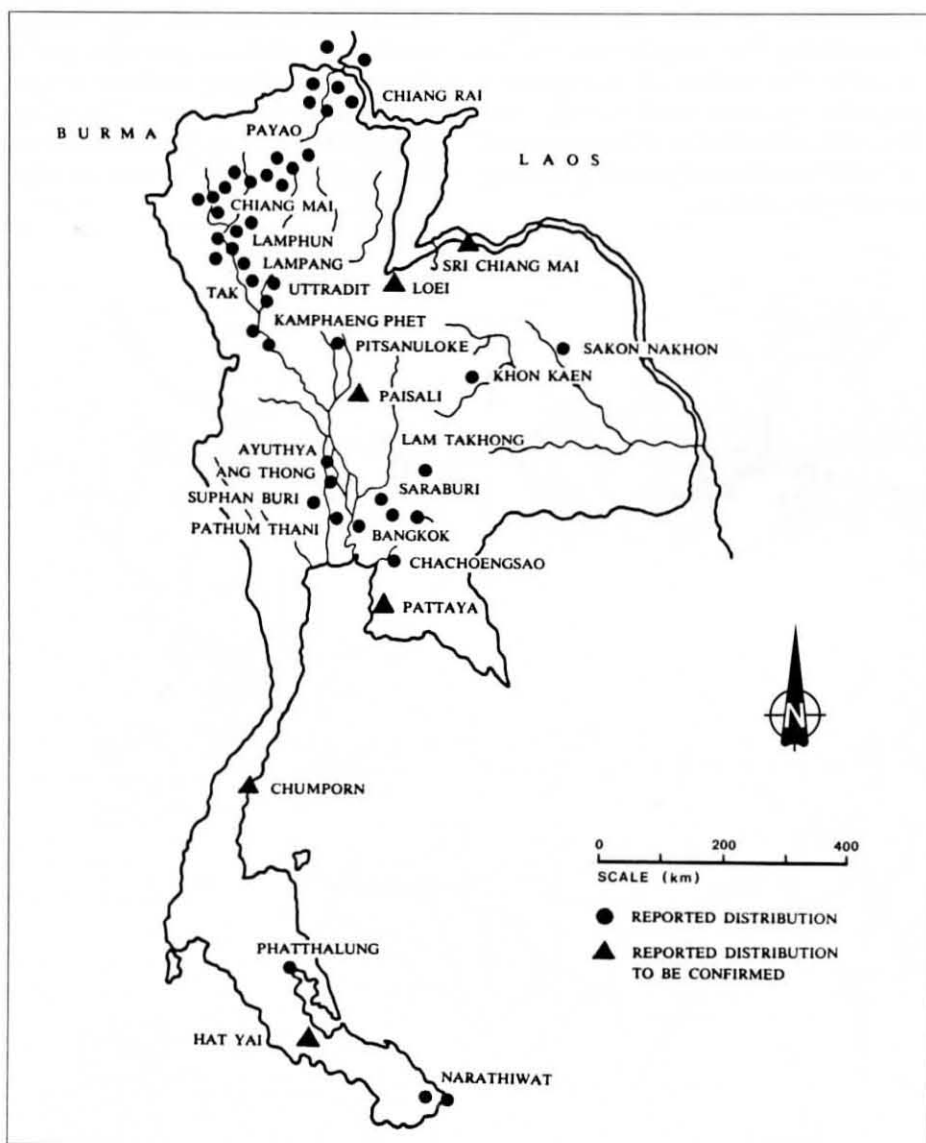 CHIANG RAI
BURMA
PAYAO
LAOS
CHIANG MAI
LAMPHUN
SRI CHIANG MAI
LAMPANG
TAK
UTTRADIT
LOEI
KAMPHAENG PHET
PITSANULOKE
SAKON NAKHON
KHON KAEN
PAISALI
LAM TAKHONG
AYUTHYA
ANG THONG
SARABURI
SUPHAN BURI
PATHUM THANI
BANGKOK
CHACHOENGSAO
PATTAYA
N
CHUMPORN
0 200 400
SCALE (km)
REPORTED DISTRIBUTION
REPORTED DISTRIBUTION
TO BE CONFIRMED
PHATTHALUNG
HAT YAI
NARATHIWAT